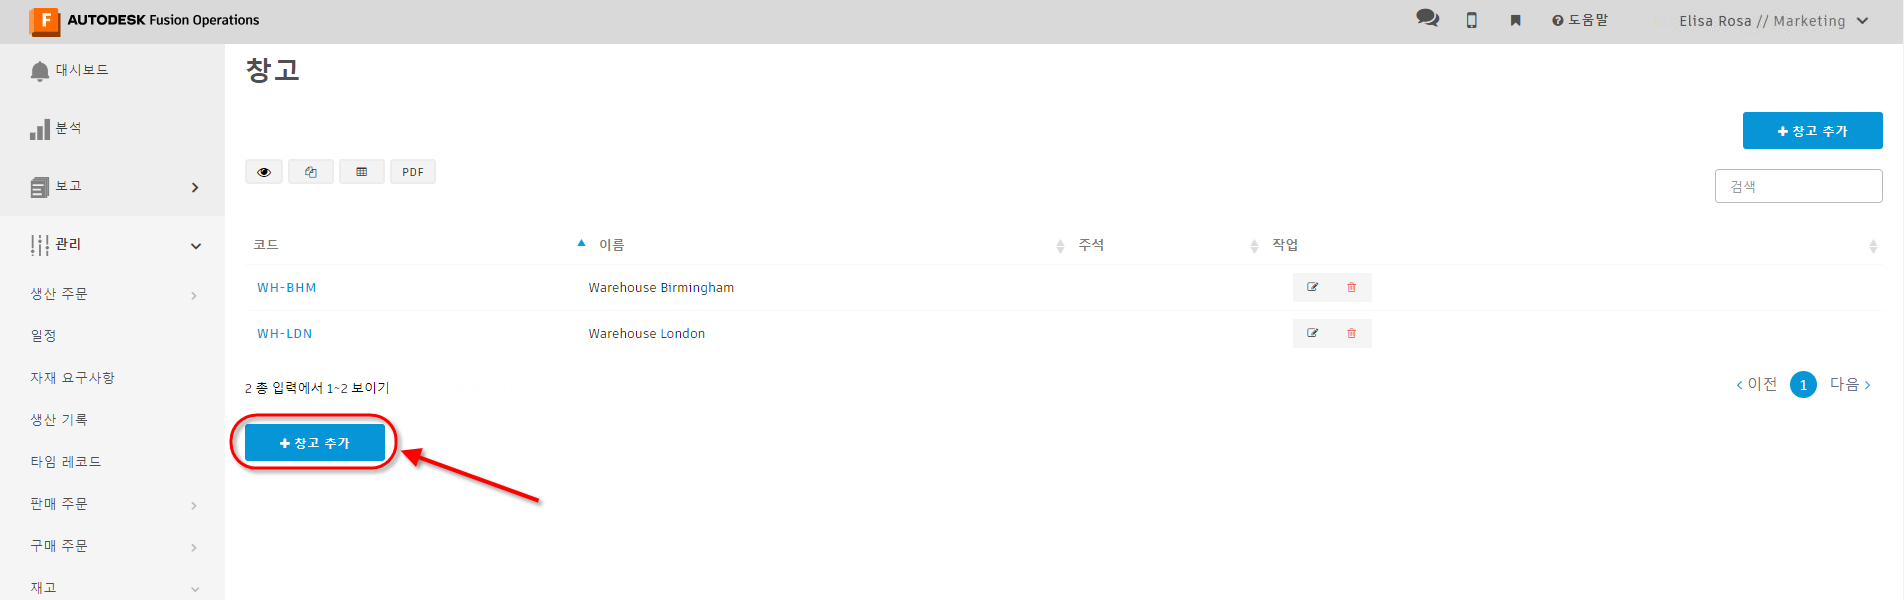 F AUTODESK Fusion Operations
도움말
Elisa Rosa // Marketing
대시보드
분석
보고
관리
생산 주문
일정
자재 요구사항
생산 기록
타임 레코드
판매 주문
구매 주문
재고
창고
+ 창고 추가
PDF
검색
코드 이름 주석 작업
WH-BHM Warehouse Birmingham
WH-LDN Warehouse London
2 총 입력에서 1~2 보이기
이전 1 다음
+ 창고 추가